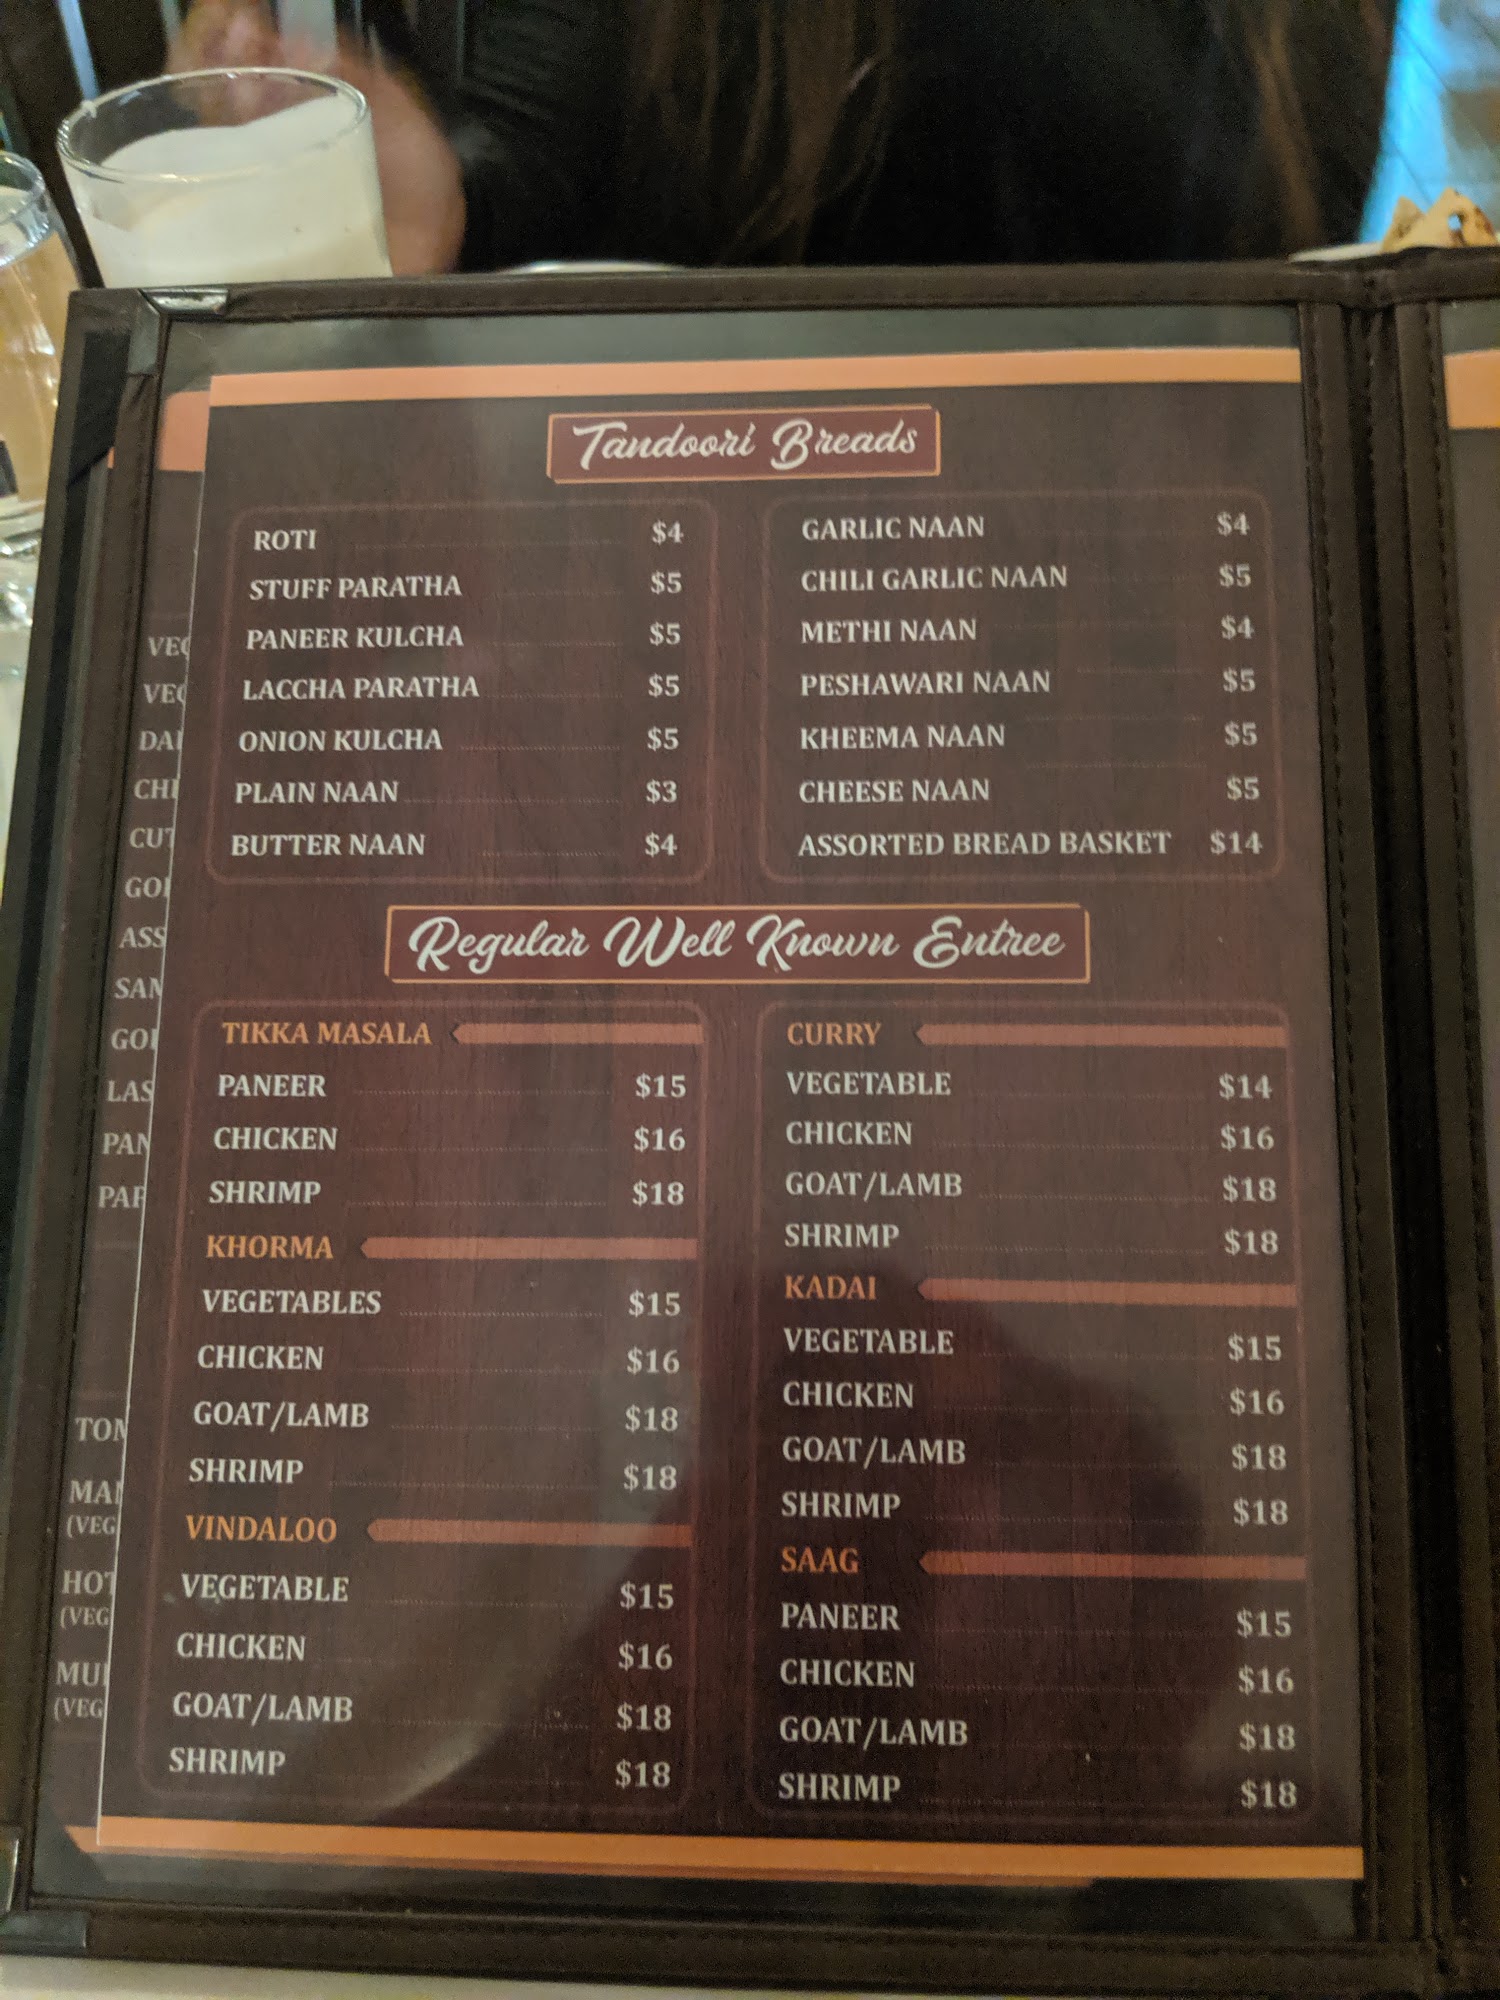 Tandoori Breads
ROTI $4
STUFF PARATHA $5
PANEER KULCHA $5
LACCHA PARATHA $5
ONION KULCHA $5
PLAIN NAAN $3
BUTTER NAAN $4
GARLIC NAAN $4
CHILI GARLIC NAAN $5
METHI NAAN $4
PESHAWARI NAAN $5
KHEEMA NAAN $5
CHEESE NAAN $5
ASSORTED BREAD BASKET $14
Regular Well Known Entree
TIKKA MASALA
PANEER $15
CHICKEN $16
SHRIMP $18
KHORMA
VEGETABLES $15
CHICKEN $16
GOAT/LAMB $18
SHRIMP $18
VINDALOO
VEGETABLE $15
CHICKEN $16
GOAT/LAMB $18
SHRIMP $18
CURRY
VEGETABLE $14
CHICKEN $16
GOAT/LAMB $18
SHRIMP $18
KADAI
VEGETABLE $15
CHICKEN $16
GOAT/LAMB $18
SHRIMP $18
SAAG
PANEER $15
CHICKEN $16
GOAT/LAMB $18
SHRIMP $18